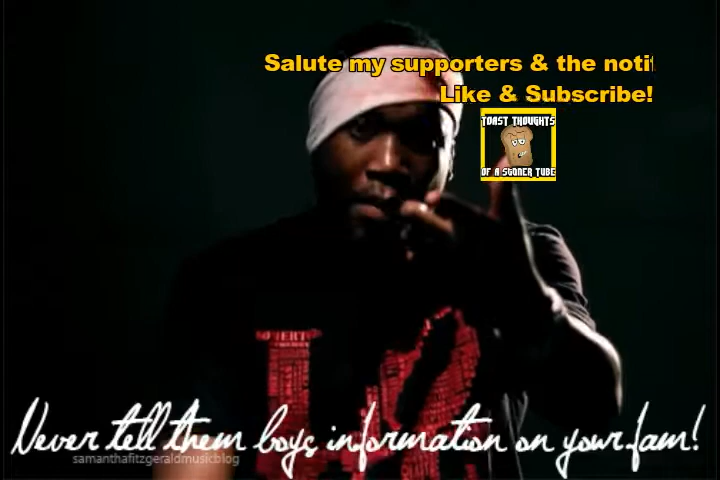 Salute my supporters & the notif
Like & Subscribe!
TOAST THOUGHTS
OF A STONER TUBE
Never tell them boys information on your fam!
samanthafitzgeraldmusicblog